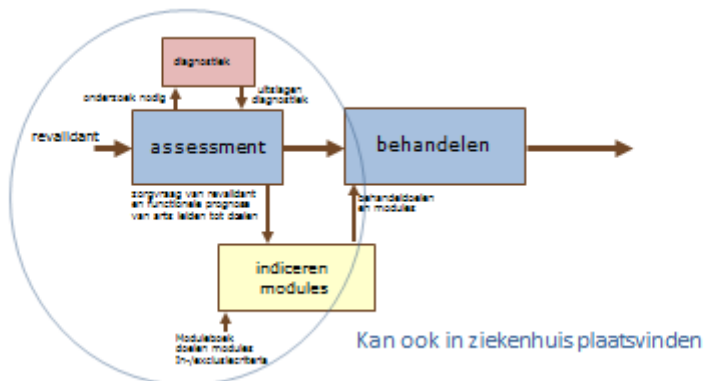 diagnostiek
onderzoek nodig
uitslagen
diagnostiek
revalidant
assessment
behandelen
zorgvraag van revalidant
en functionele prognose
van arts leiden tot doelen
behandeldoelen
en modules
indiceren
modules
Moduleboek
doelen modules
In-/exclusiecriteria
Kan ook in ziekenhuis plaatsvinden